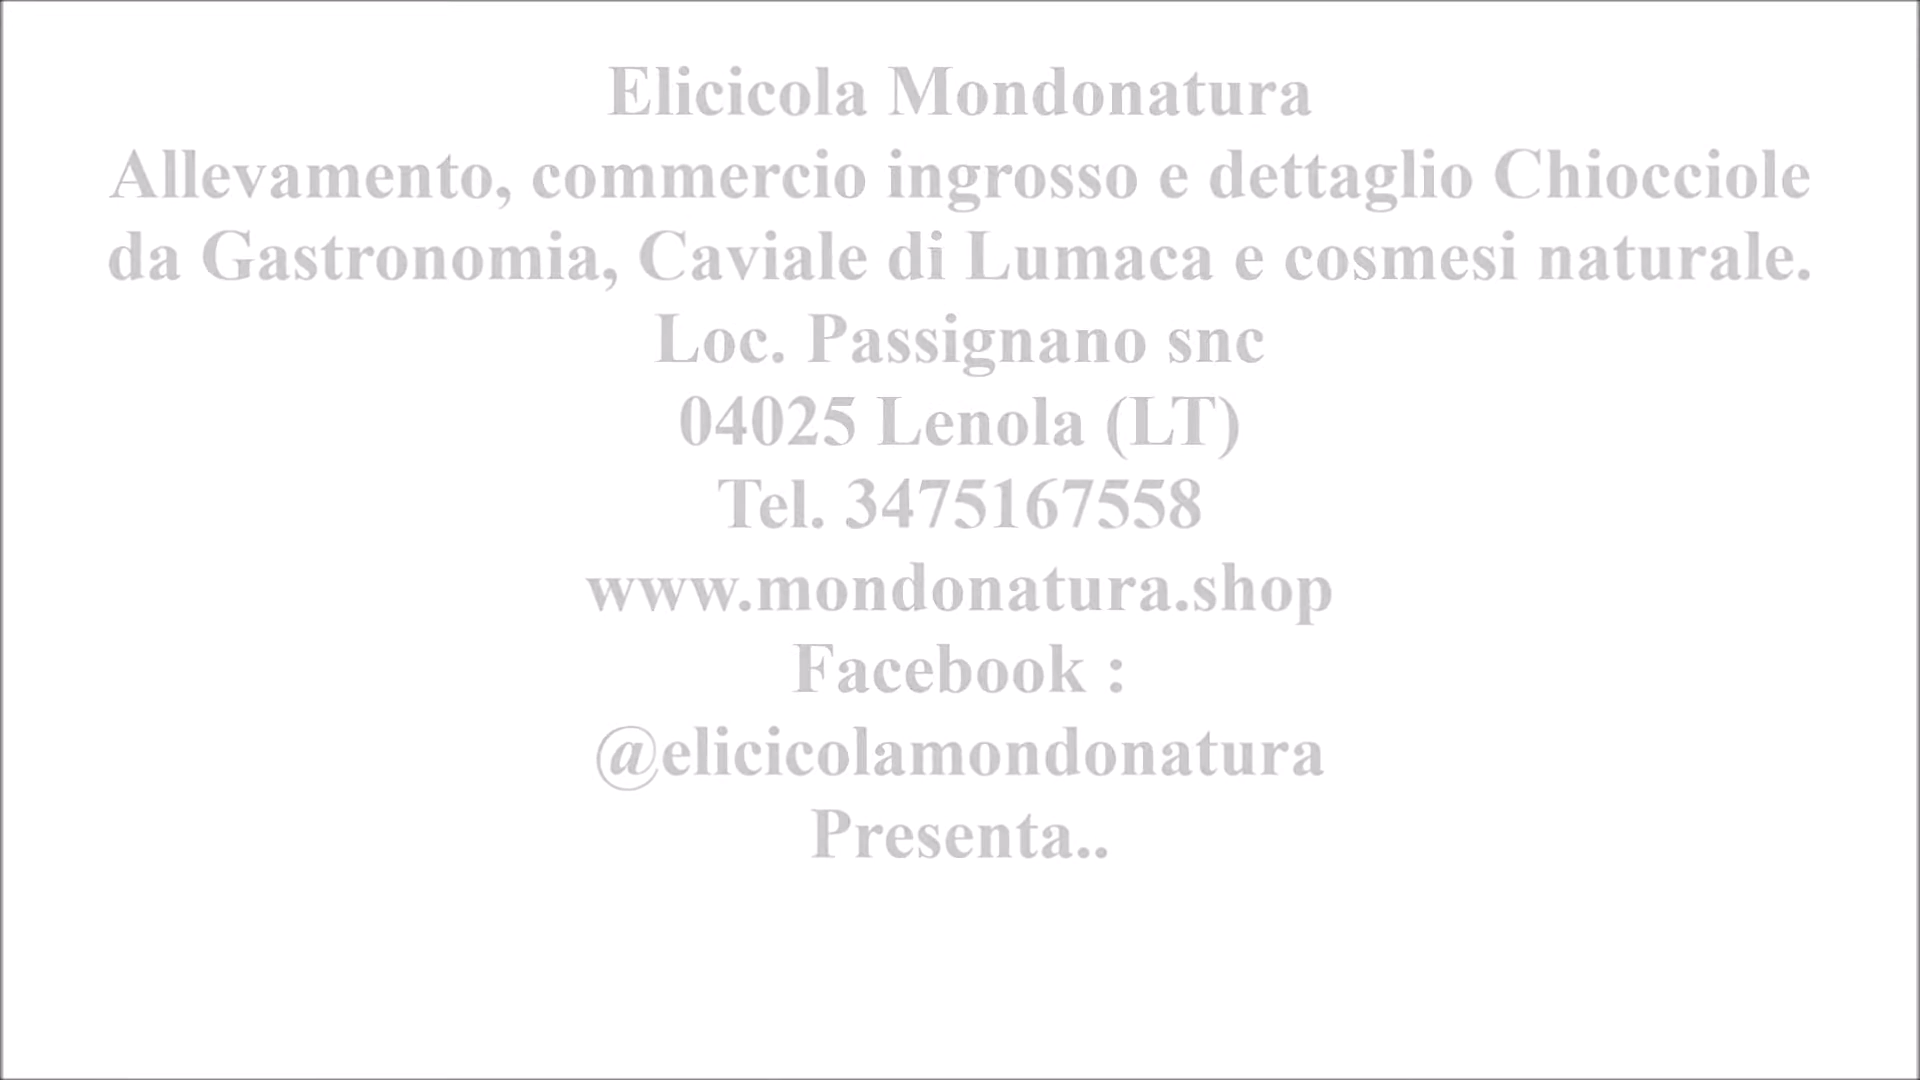 Elicicola Mondonatura
Allevamento, commercio ingrosso e dettaglio Chiocciole
da Gastronomia, Caviale di Lumaca e cosmesi naturale.
Loc. Passignano snc
04025 Lenola (LT)
Tel. 3475167558
www.mondonatura.shop
Facebook :
@elicicolamondonatura
Presenta..